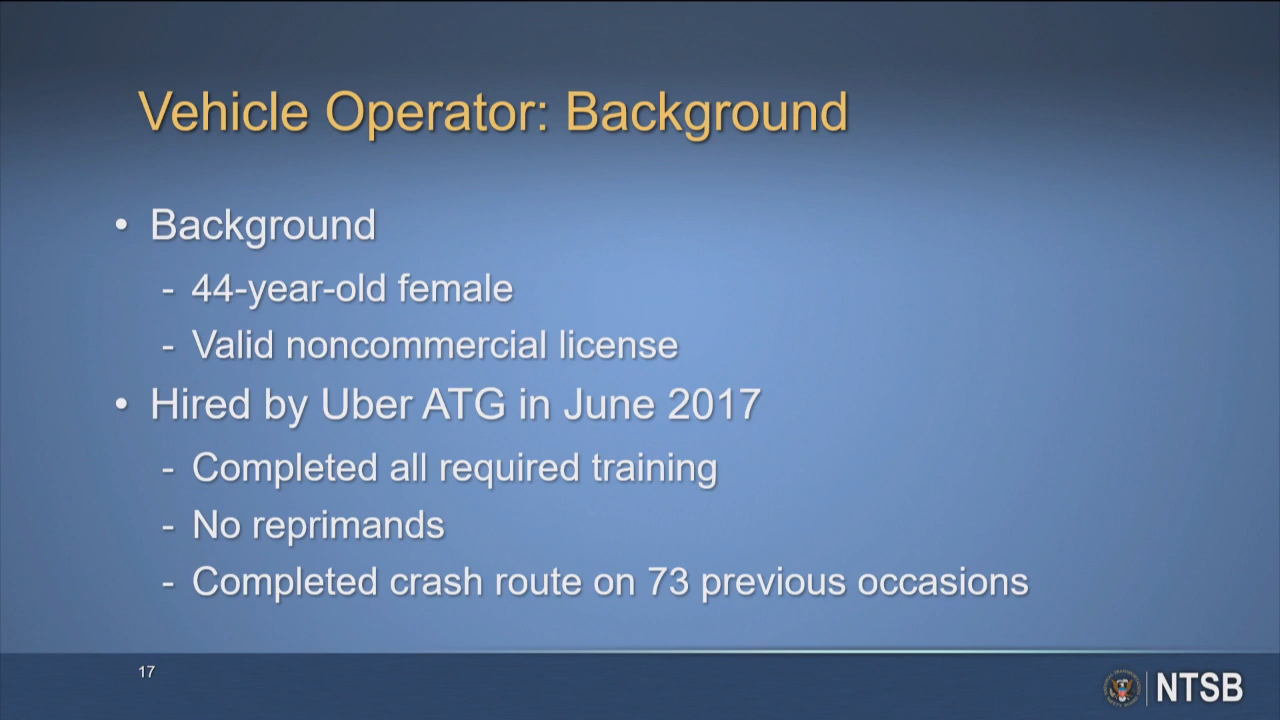 Vehicle Operator: Background
• Background
- 44-year-old female
- Valid noncommercial license
• Hired by Uber ATG in June 2017
- Completed all required training
- No reprimands
- Completed crash route on 73 previous occasions
17
NTSB